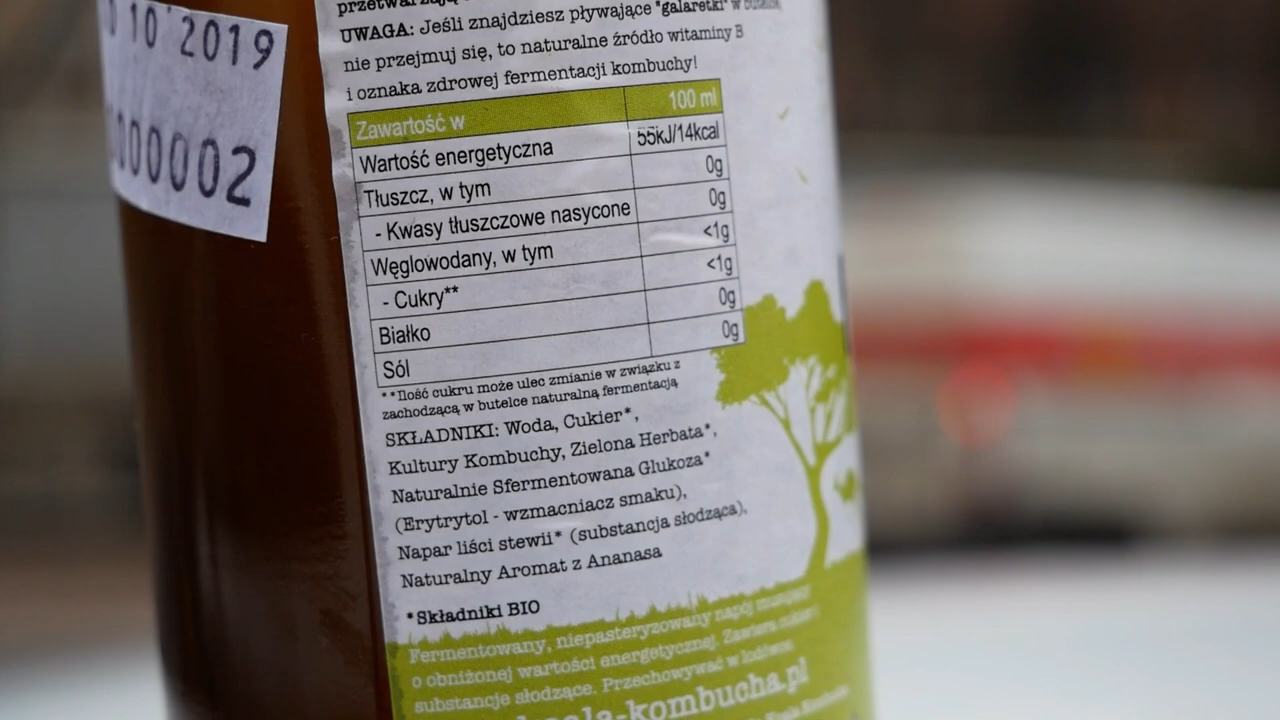 10 2019
00002
UWAGA: Jeśli znajdziesz pływające "galaretki" w
nie przejmuj się, to naturalne źródło witaminy B
i oznaka zdrowej fermentacji kombuchy!
Zawartość w 100 ml
Wartość energetyczna 55kJ/14kcal
Tłuszcz, w tym 0g
- Kwasy tłuszczowe nasycone 0g
Węglowodany, w tym <1g
- Cukry** <1g
Białko 0g
Sól 0g
**Ilość cukru może ulec zmianie w związku z
zachodzącą w butelce naturalną fermentacją
SKŁADNIKI: Woda, Cukier*,
Kultury Kombuchy, Zielona Herbata*,
Naturalnie Sfermentowana Glukoza*
(Erytrytol - wzmacniacz smaku),
Napar liści stewii* (substancja słodząca),
Naturalny Aromat z Ananasa
*Składniki BIO
Fermentowany, niepasteryzowany napój musujący
o obniżonej wartości energetycznej. Zawiera cukier i
substancje słodzące. Przechowywać w lodówce
-kombucha.pl